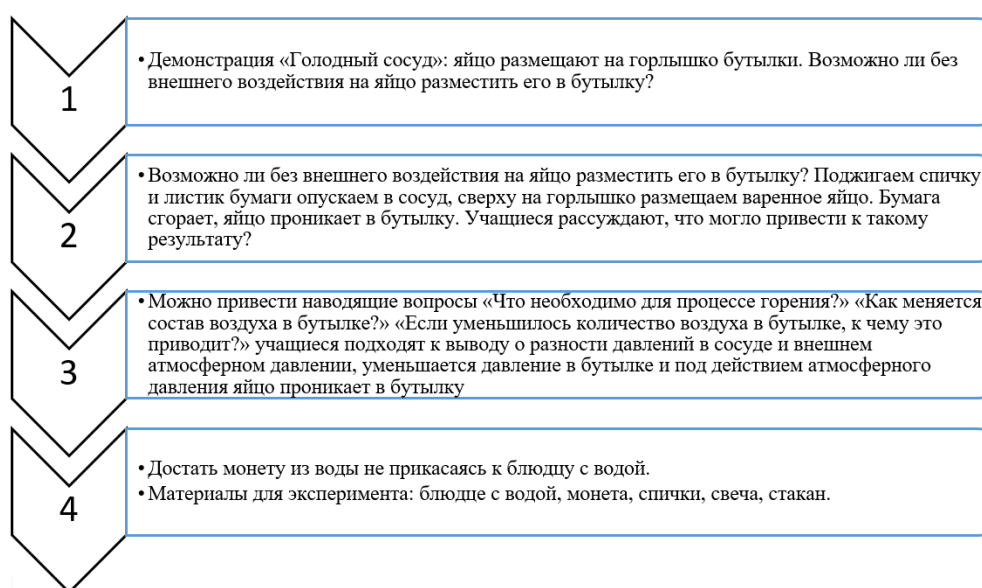 1
• Демонстрация «Голодный сосуд»: яйцо размещают на горлышко бутылки. Возможно ли без
внешнего воздействия на яйцо разместить его в бутылку?
2
• Возможно ли без внешнего воздействия на яйцо разместить его в бутылку? Поджигаем спичку
и листик бумаги опускаем в сосуд, сверху на горлышко размещаем варенное яйцо. Бумага
сгорает, яйцо проникает в бутылку. Учащиеся рассуждают, что могло привести к такому
результату?
3
• Можно привести наводящие вопросы «Что необходимо для процессе горения?» «Как меняется
состав воздуха в бутылке?» «Если уменьшилось количество воздуха в бутылке, к чему это
приводит?» учащиеся подходят к выводу о разности давлений в сосуде и внешнем
атмосферном давлении, уменьшается давление в бутылке и под действием атмосферного
давления яйцо проникает в бутылку
4
• Достать монету из воды не прикасаясь к блюдцу с водой.
• Материалы для эксперимента: блюдце с водой, монета, спички, свеча, стакан.